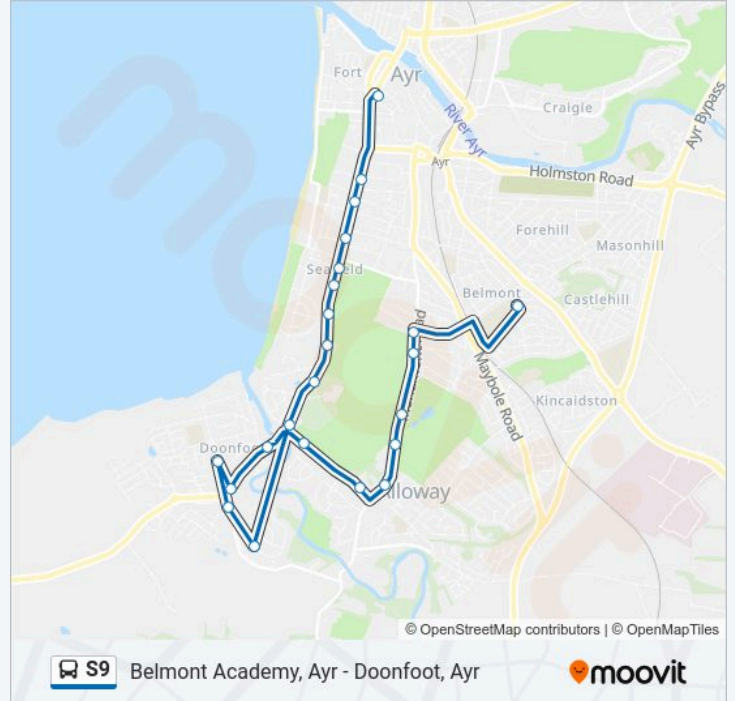 Fort
Ayr
Craigie
River Ayr
Ayr Bypass
Ayr
Holmston Road
Forehill
Masonhill
Seafield
Belmont
Castlehill
Maybole Road
Kincaidston
Doonfoot
Alloway
© OpenStreetMap contributors | © OpenMapTiles
S9 Belmont Academy, Ayr - Doonfoot, Ayr moovit